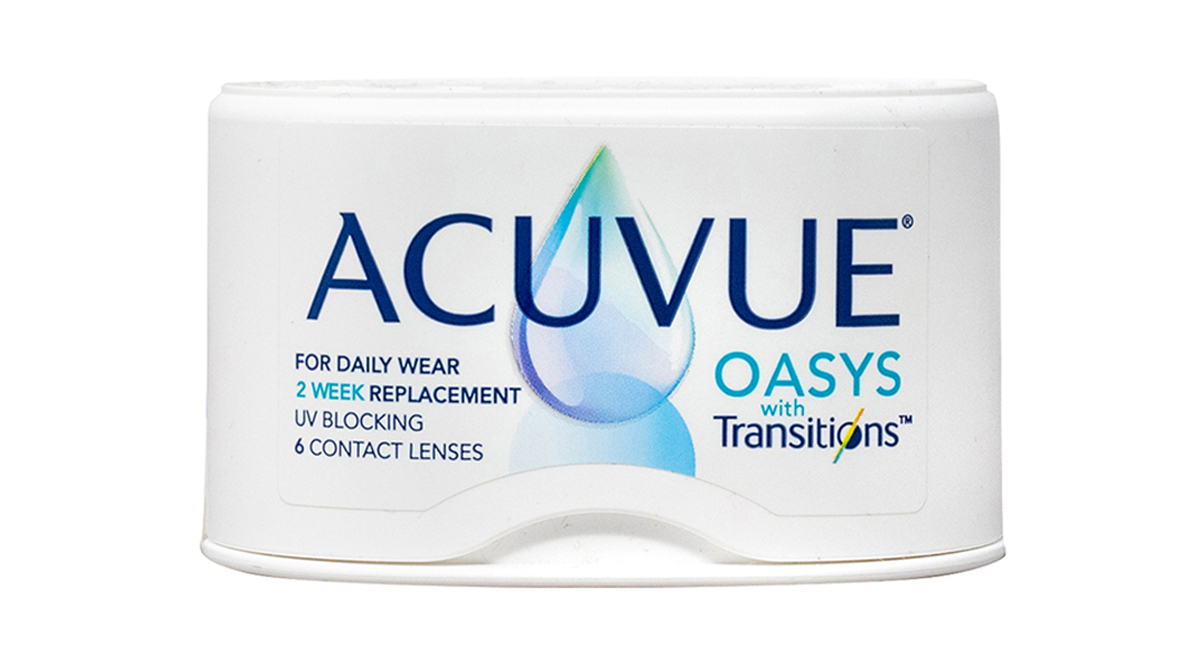 ACUVUE®
FOR DAILY WEAR
2 WEEK REPLACEMENT
UV BLOCKING
6 CONTACT LENSES
OASYS
with
Transitions™